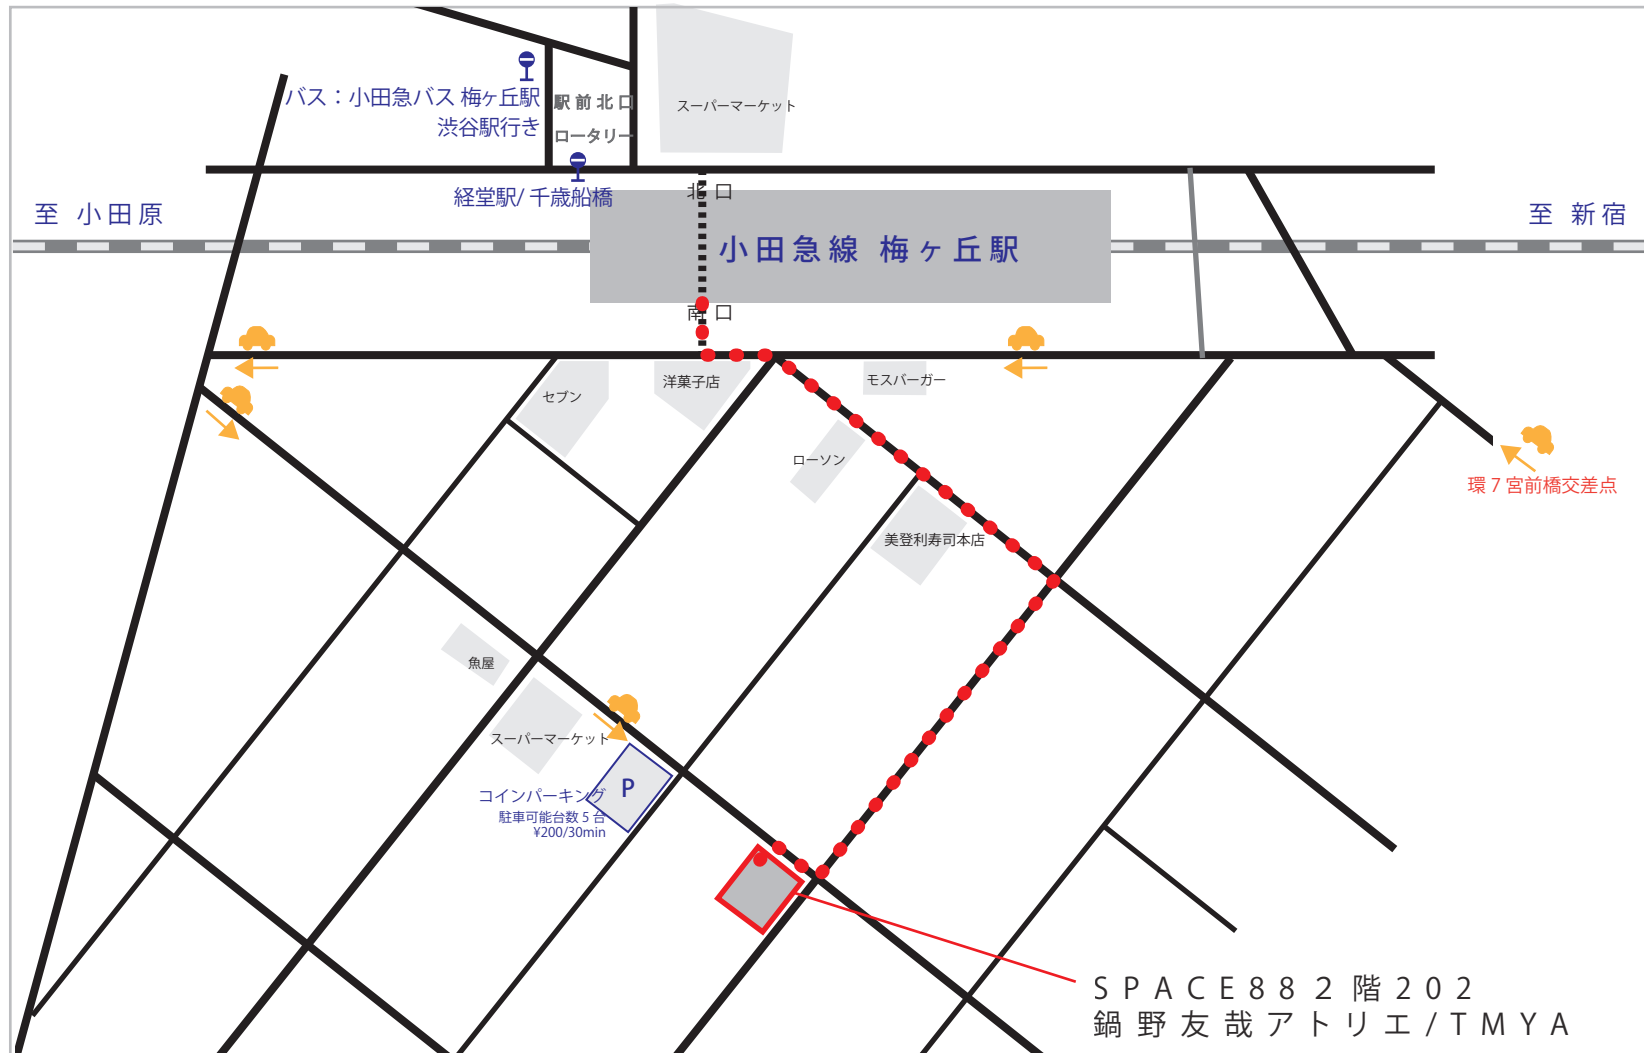 バス：小田急バス 梅ヶ丘駅
渋谷駅行き
駅前北口
ロータリー
スーパーマーケット
経堂駅/ 千歳船橋
北口
至 小田原
至 新宿
小田急線 梅ヶ丘駅
南口
セブン
洋菓子店
モスバーガー
ローソン
環７宮前橋交差点
美登利寿司本店
魚屋
スーパーマーケット
P
コインパーキング
駐車可能台数５台
¥200/30min
SPACE88２階202
鍋野友哉アトリエ/TMYA